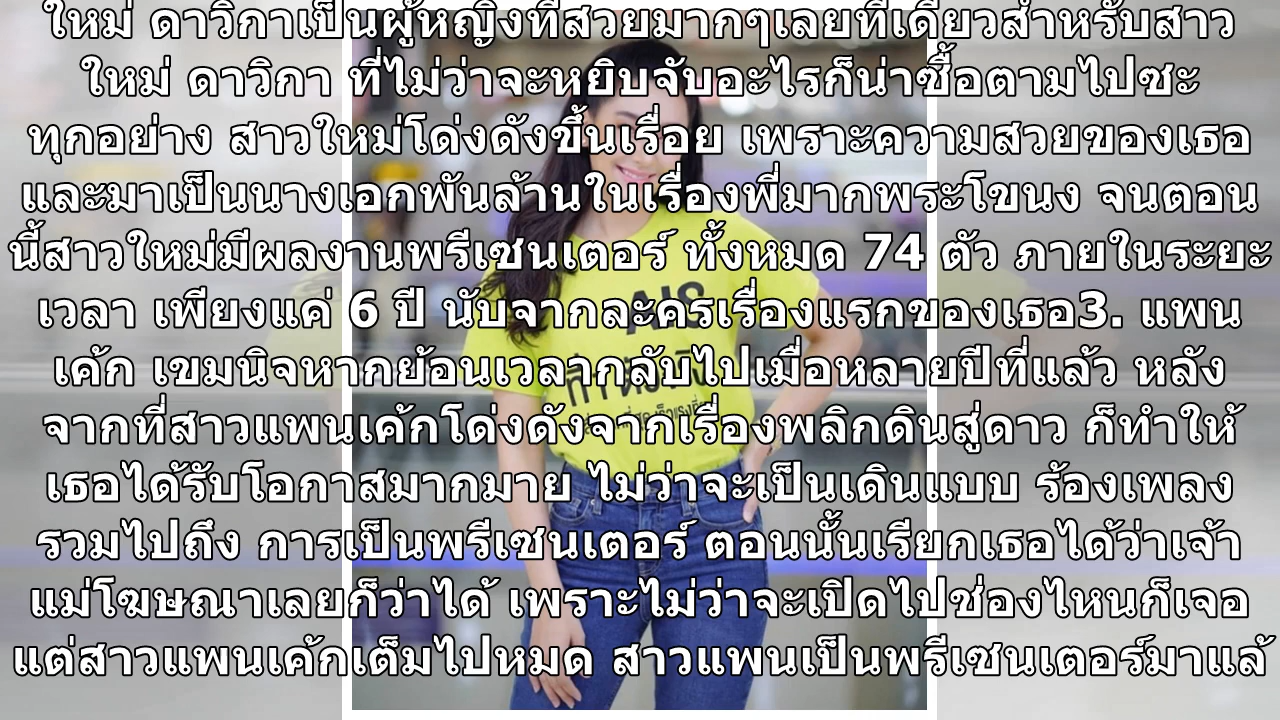 ใหม่ ดาวิกาเป็นผู้หญิงที่สวยมากๆเลยทีเดียวสำหรับสาว
ใหม่ ดาวิกา ที่ไม่ว่าจะหยิบจับอะไรก็น่าซื้อตามไปซะ
ทุกอย่าง สาวใหม่โด่งดังขึ้นเรื่อย เพราะความสวยของเธอ
และมาเป็นนางเอกพันล้านในเรื่องพี่มากพระโขนง จนตอน
นี้สาวใหม่มีผลงานพรีเซนเตอร์ ทั้งหมด 74 ตัว ภายในระยะ
เวลา เพียงแค่ 6 ปี นับจากละครเรื่องแรกของเธอ3. แพน
เค้ก เขมนิจหากย้อนเวลากลับไปเมื่อหลายปีที่แล้ว หลัง
จากที่สาวแพนเค้กโด่งดังจากเรื่องพลิกดินสู่ดาว ก็ทำให้
เธอได้รับโอกาสมากมาย ไม่ว่าจะเป็นเดินแบบ ร้องเพลง
รวมไปถึง การเป็นพรีเซนเตอร์ ตอนนั้นเรียกเธอได้ว่าเจ้า
แม่โฆษณาเลยก็ว่าได้ เพราะไม่ว่าจะเปิดไปช่องไหนก็เจอ
แต่สาวแพนเค้กเต็มไปหมด สาวแพนเป็นพรีเซนเตอร์มาแล้
AIS